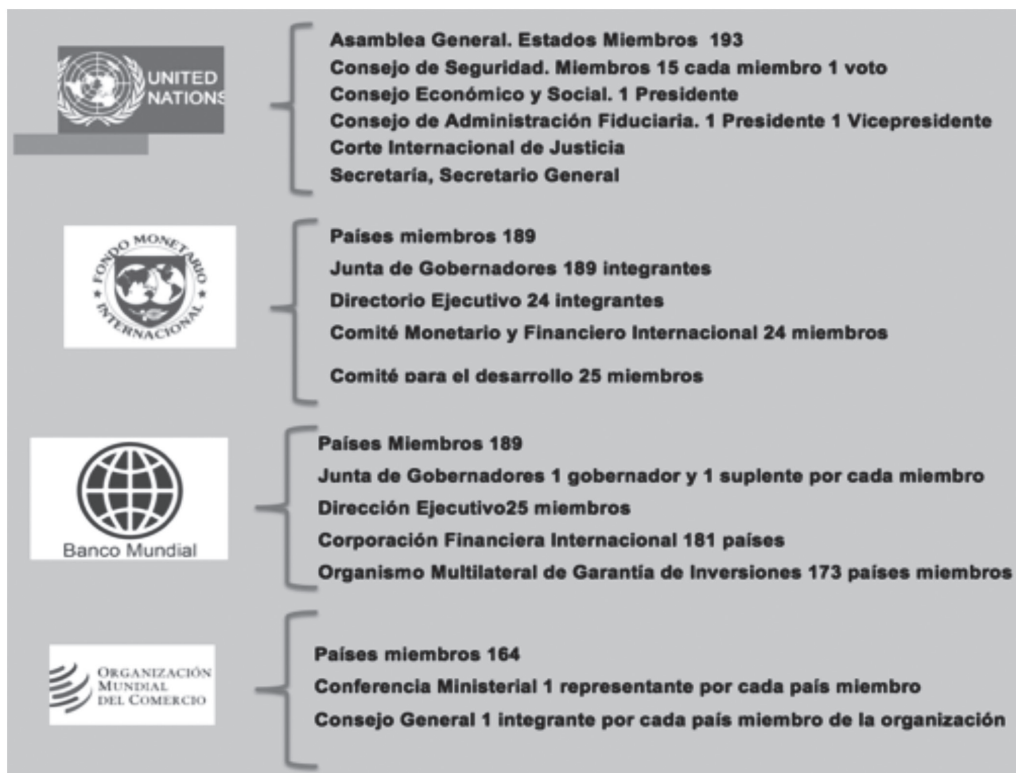 UNITED
NATIONS
Asamblea General. Estados Miembros 193
Consejo de Seguridad. Miembros 15 cada miembro 1 voto
Consejo Económico y Social. 1 Presidente
Consejo de Administración Fiduciaria. 1 Presidente 1 Vicepresidente
Corte Internacional de Justicia
Secretaría, Secretario General
FONDO MONETARIO
INTERNACIONAL
Países miembros 189
Junta de Gobernadores 189 integrantes
Directorio Ejecutivo 24 integrantes
Comité Monetario y Financiero Internacional 24 miembros
Comité para el desarrollo 25 miembros
Banco Mundial
Países Miembros 189
Junta de Gobernadores 1 gobernador y 1 suplente por cada miembro
Dirección Ejecutivo25 miembros
Corporación Financiera Internacional 181 países
Organismo Multilateral de Garantía de Inversiones 173 países miembros
ORGANIZACIÓN
MUNDIAL
DEL COMERCIO
Países miembros 164
Conferencia Ministerial 1 representante por cada país miembro
Consejo General 1 integrante por cada país miembro de la organización